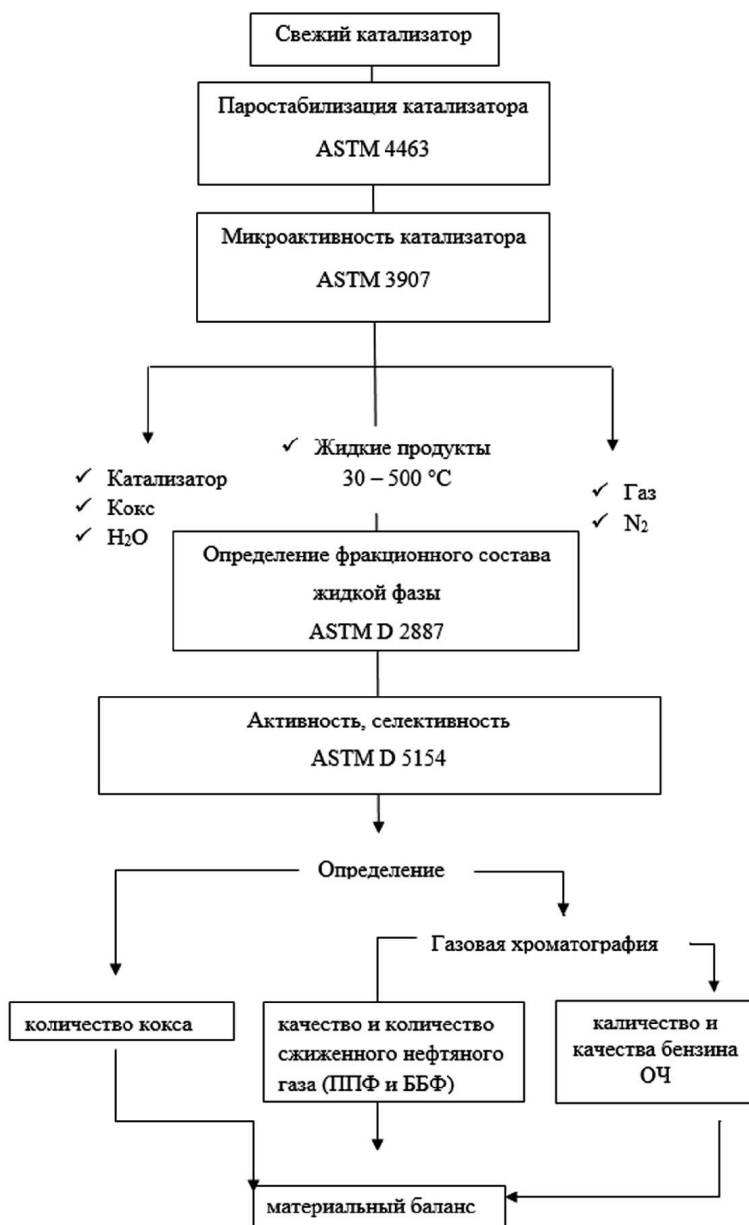 Свежий катализатор
Паростабилизация катализатора
ASTM 4463
Микроактивность катализатора
ASTM 3907
✓ Жидкие продукты
30 – 500 °C
✓ Катализатор
✓ Кокс
✓ H₂O
✓ Газ
✓ N₂
Определение фракционного состава
жидкой фазы
ASTM D 2887
Активность, селективность
ASTM D 5154
Определение
Газовая хроматография
количество кокса
качество и количество
сжиженного нефтяного
газа (ППФ и ББФ)
каличество и
качества бензина
ОЧ
материальный баланс